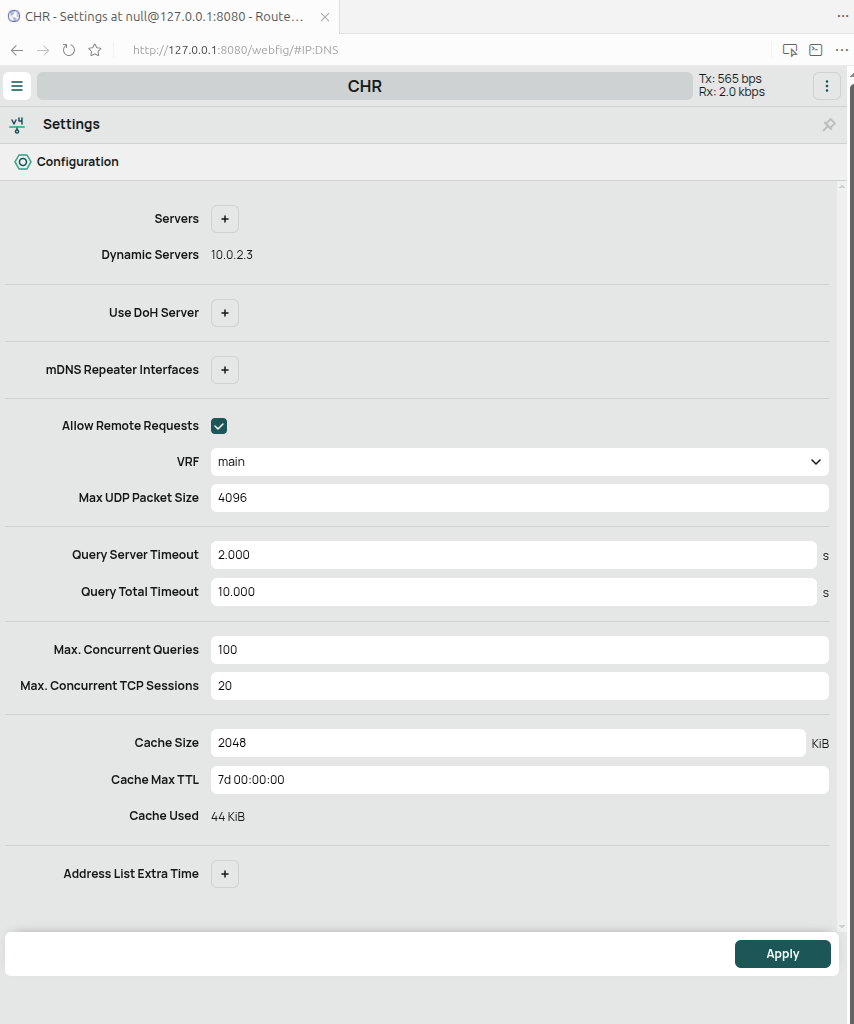 CHR - Settings at null@127.0.0.1:8080 - Route...
http://127.0.0.1:8080/webfig/#IP:DNS
CHR
Tx: 565 bps
Rx: 2.0 kbps
v4
Settings
Configuration
Servers +
Dynamic Servers 10.0.2.3
Use DoH Server +
mDNS Repeater Interfaces +
Allow Remote Requests
VRF main
Max UDP Packet Size 4096
Query Server Timeout 2.000 s
Query Total Timeout 10.000 s
Max. Concurrent Queries 100
Max. Concurrent TCP Sessions 20
Cache Size 2048 KiB
Cache Max TTL 7d 00:00:00
Cache Used 44 KiB
Address List Extra Time +
Apply